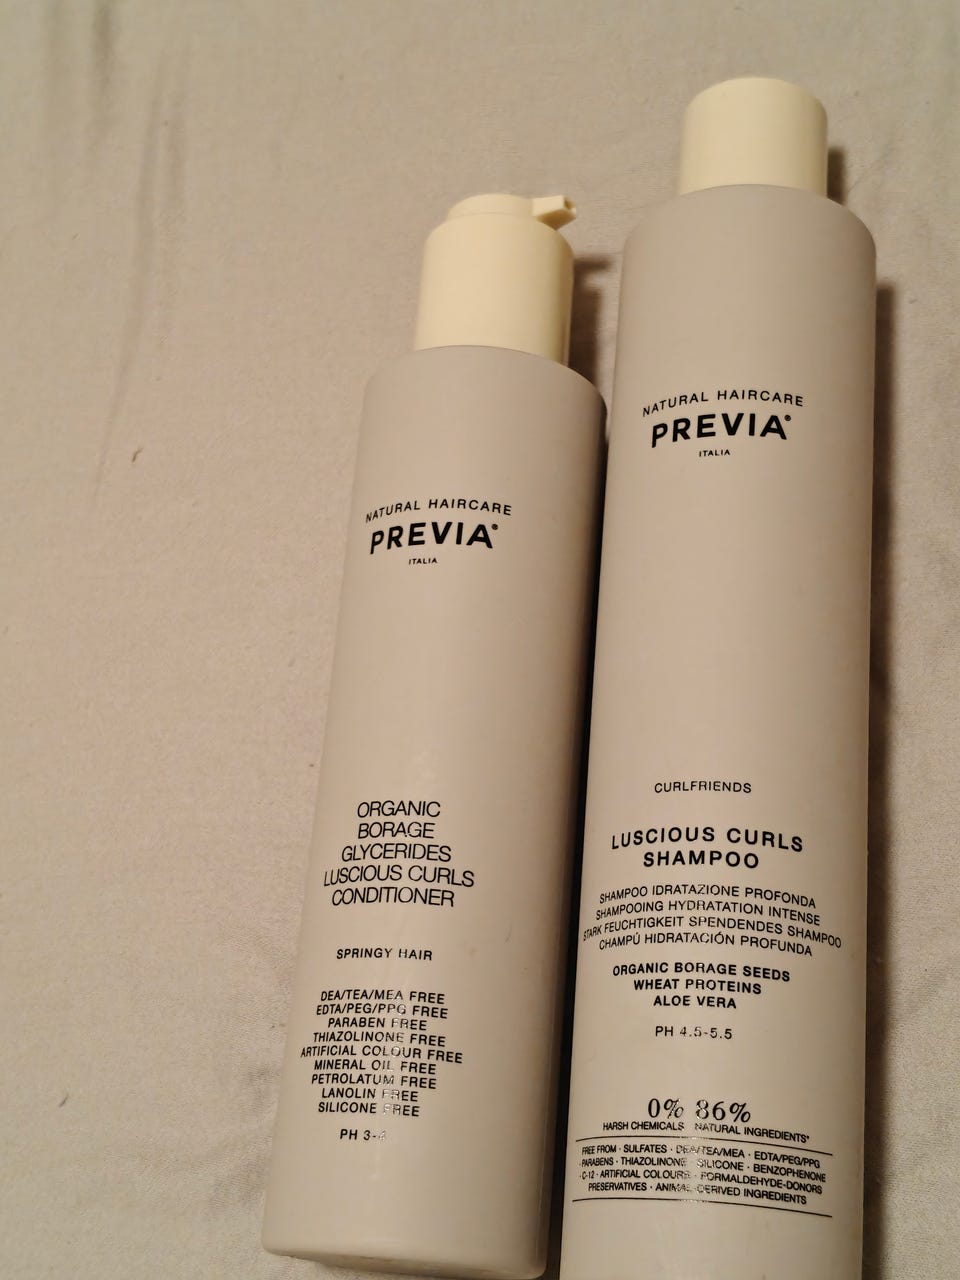 NATURAL HAIRCARE
PREVIA®
ITALIA
ORGANIC
BORAGE
GLYCERIDES
LUSCIOUS CURLS
CONDITIONER
SPRINGY HAIR
DEA/TEA/MEA FREE
EDTA/PEG/PPG FREE
PARABEN FREE
THIAZOLINONE FREE
ARTIFICIAL COLOUR FREE
MINERAL OIL FREE
PETROLATUM FREE
LANOLIN FREE
SILICONE FREE
PH 3-4
NATURAL HAIRCARE
PREVIA®
ITALIA
CURLFRIENDS
LUSCIOUS CURLS
SHAMPOO
SHAMPOO IDRATAZIONE PROFONDA
SHAMPOOING HYDRATATION INTENSE
STARK FEUCHTIGKEIT SPENDENDES SHAMPOO
CHAMPÚ HIDRATACIÓN PROFUNDA
ORGANIC BORAGE SEEDS
WHEAT PROTEINS
ALOE VERA
PH 4.5-5.5
0% 86%
HARSH CHEMICALS NATURAL INGREDIENTS*
FREE FROM · SULFATES · DEA/TEA/MEA · EDTA/PEG/PPG
· PARABENS · THIAZOLINONE · SILICONE · BENZOPHENONE
· C-12 · ARTIFICIAL COLOURS · FORMALDEHYDE-DONORS
PRESERVATIVES · ANIMAL-DERIVED INGREDIENTS